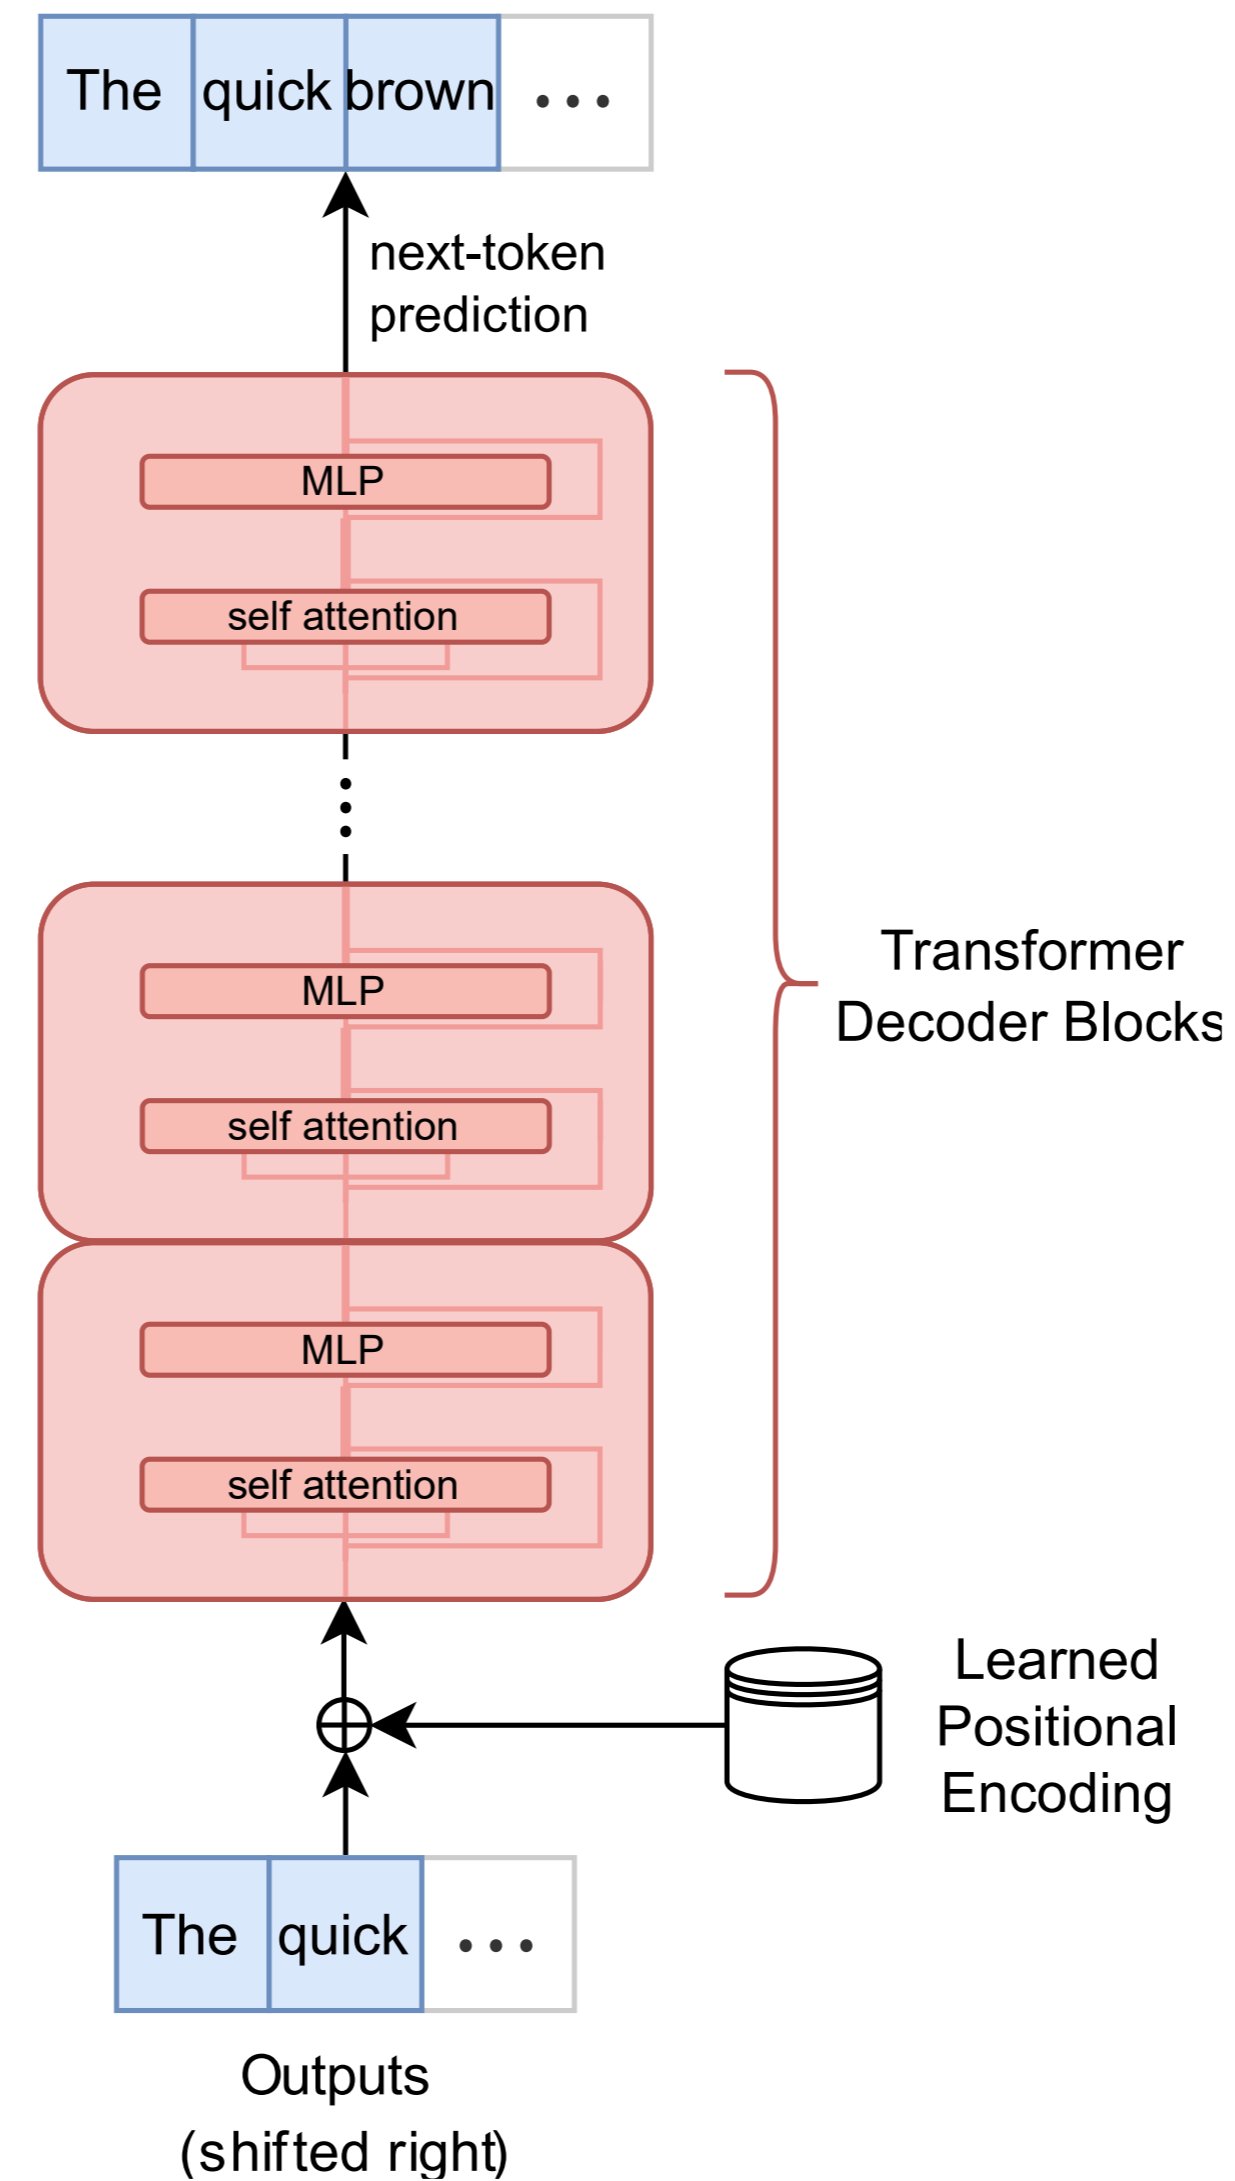 The quick brown ...
next-token
prediction
MLP
self attention
MLP
self attention
Transformer
Decoder Blocks
MLP
self attention
Learned
Positional
Encoding
The quick ...
Outputs
(shifted right)